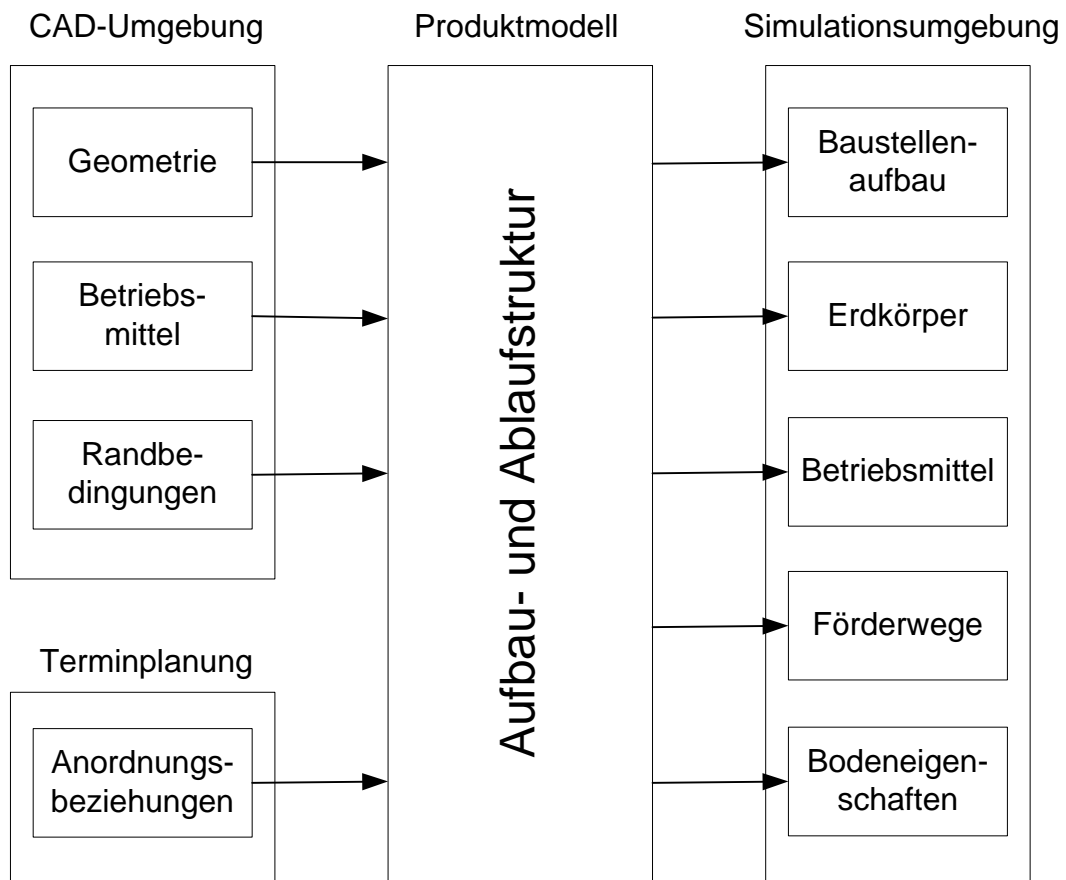 CAD-Umgebung
Geometrie
Betriebs-
mittel
Randbe-
dingungen
Terminplanung
Anordnungs-
beziehungen
Produktmodell
Aufbau- und Ablaufstruktur
Simulationsumgebung
Baustellen-
aufbau
Erdkörper
Betriebsmittel
Förderwege
Bodeneigen-
schaften